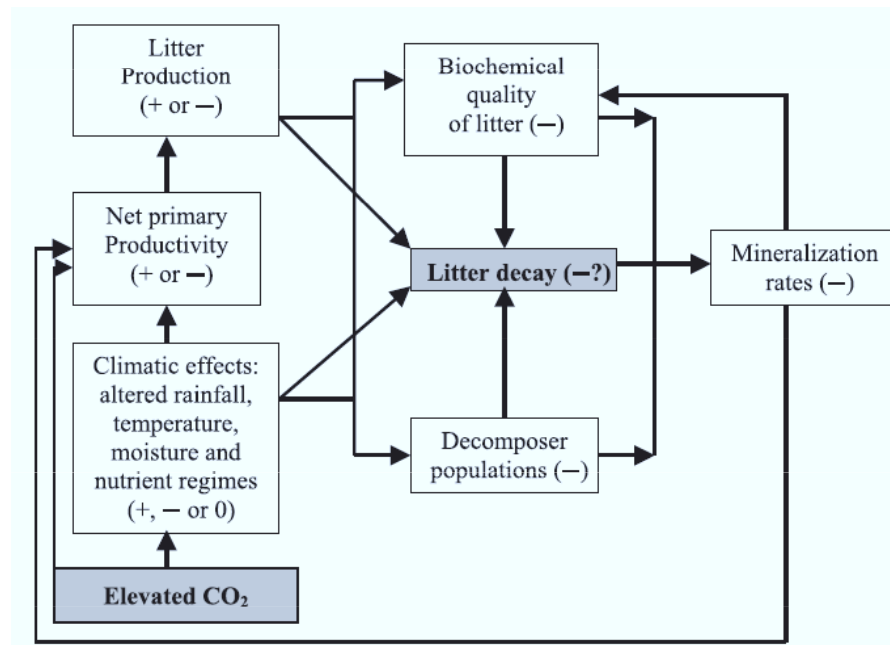 Litter
Production
(+ or −)
Biochemical
quality
of litter (−)
Net primary
Productivity
(+ or −)
Litter decay (−?)
Mineralization
rates (−)
Climatic effects:
altered rainfall,
temperature,
moisture and
nutrient regimes
(+, − or 0)
Decomposer
populations (−)
Elevated CO₂